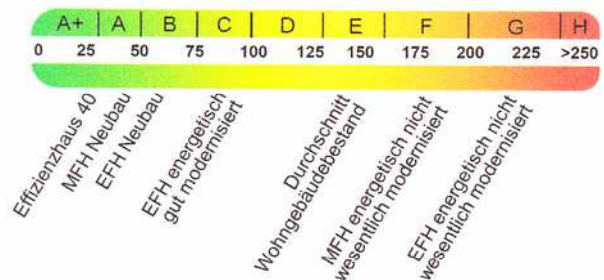 A+ A B C D E F G H
0 25 50 75 100 125 150 175 200 225 >250
Effizienzhaus 40
MFH Neubau
EFH Neubau
EFH energetisch
gut modernisiert
Durchschnitt
Wohngebäudebestand
MFH energetisch nicht
wesentlich modernisiert
EFH energetisch nicht
wesentlich modernisiert